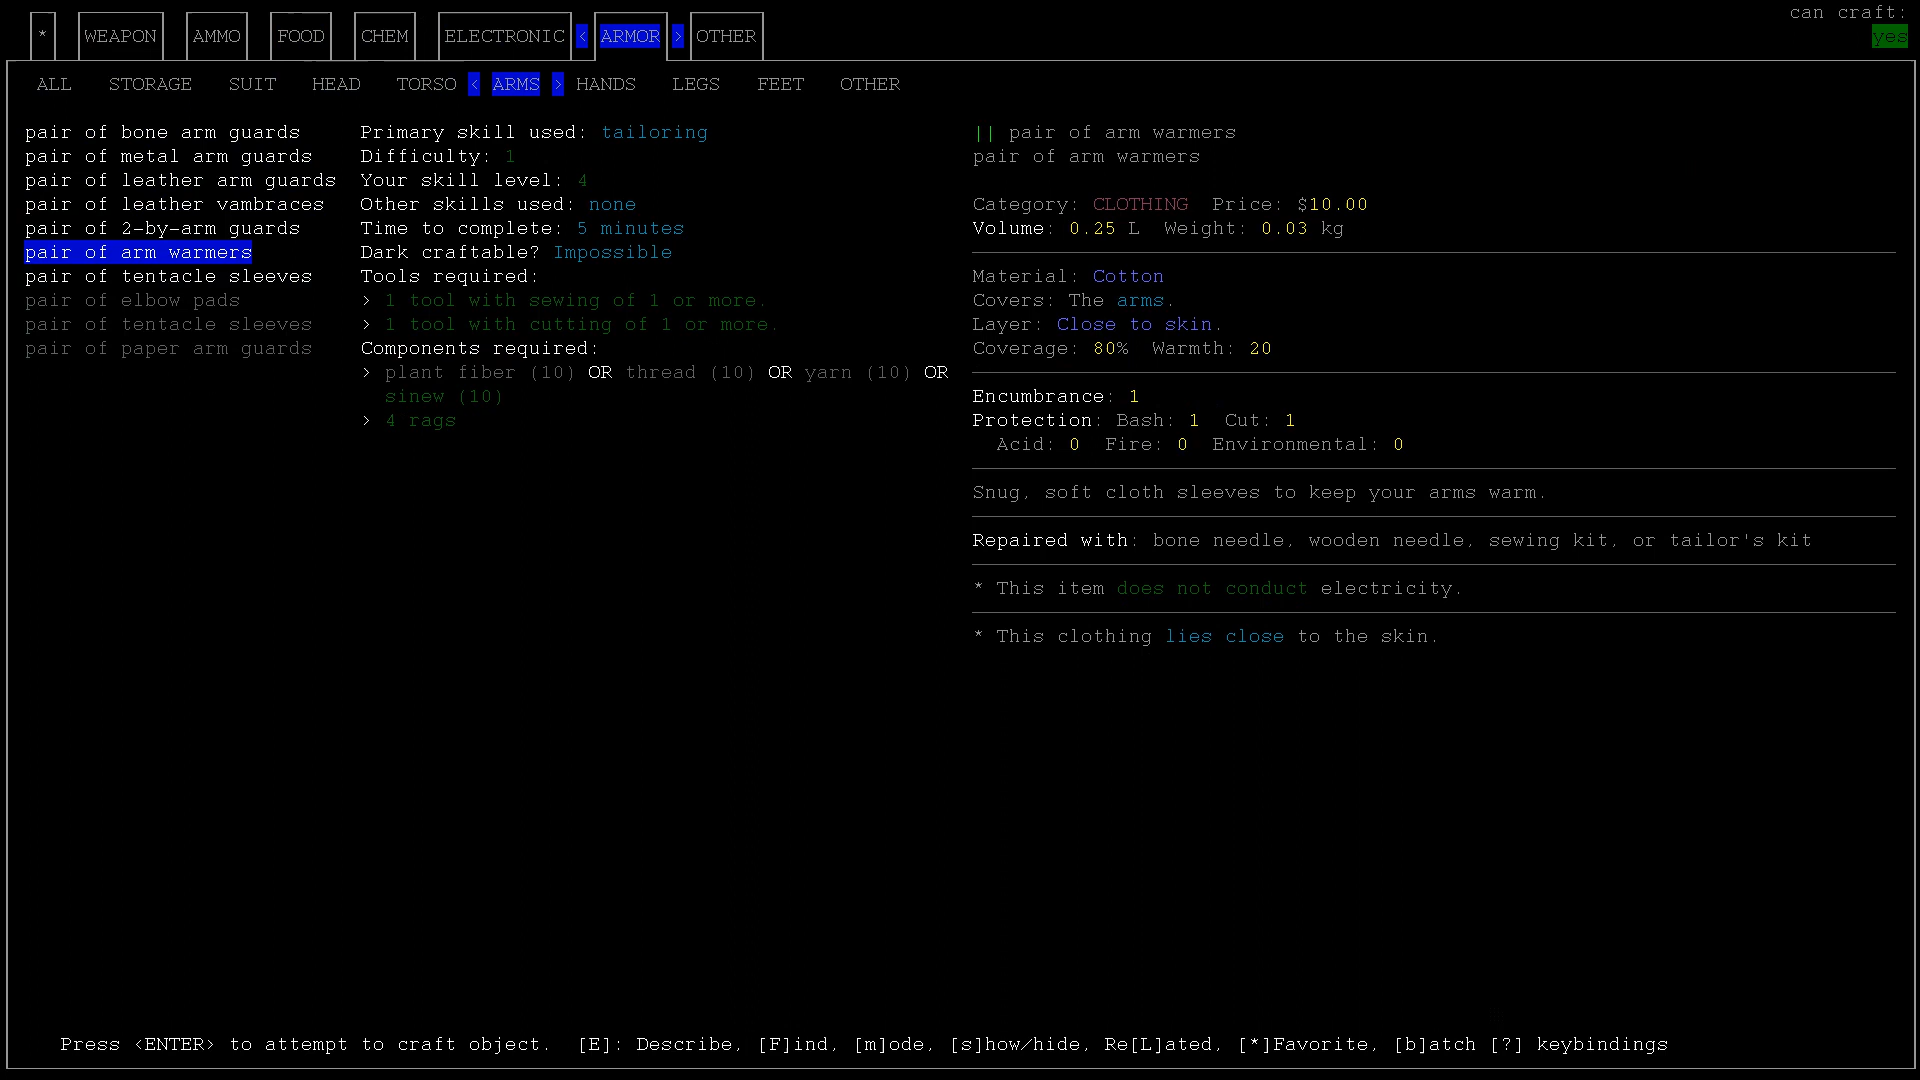 can craft:
* WEAPON AMMO FOOD CHEM ELECTRONIC < ARMOR > OTHER yes
ALL STORAGE SUIT HEAD TORSO < ARMS > HANDS LEGS FEET OTHER
pair of bone arm guards
pair of metal arm guards
pair of leather arm guards
pair of leather vambraces
pair of 2-by-arm guards
pair of arm warmers
pair of tentacle sleeves
pair of elbow pads
pair of tentacle sleeves
pair of paper arm guards
Primary skill used: tailoring
Difficulty: 1
Your skill level: 4
Other skills used: none
Time to complete: 5 minutes
Dark craftable? Impossible
Tools required:
> 1 tool with sewing of 1 or more.
> 1 tool with cutting of 1 or more.
Components required:
> plant fiber (10) OR thread (10) OR yarn (10) OR
sinew (10)
> 4 rags
|| pair of arm warmers
pair of arm warmers
Category: CLOTHING Price: $10.00
Volume: 0.25 L Weight: 0.03 kg
Material: Cotton
Covers: The arms.
Layer: Close to skin.
Coverage: 80% Warmth: 20
Encumbrance: 1
Protection: Bash: 1 Cut: 1
Acid: 0 Fire: 0 Environmental: 0
Snug, soft cloth sleeves to keep your arms warm.
Repaired with: bone needle, wooden needle, sewing kit, or tailor's kit
* This item does not conduct electricity.
* This clothing lies close to the skin.
Press <ENTER> to attempt to craft object. [E]: Describe, [F]ind, [m]ode, [s]how/hide, Re[L]ated, [*]Favorite, [b]atch [?] keybindings